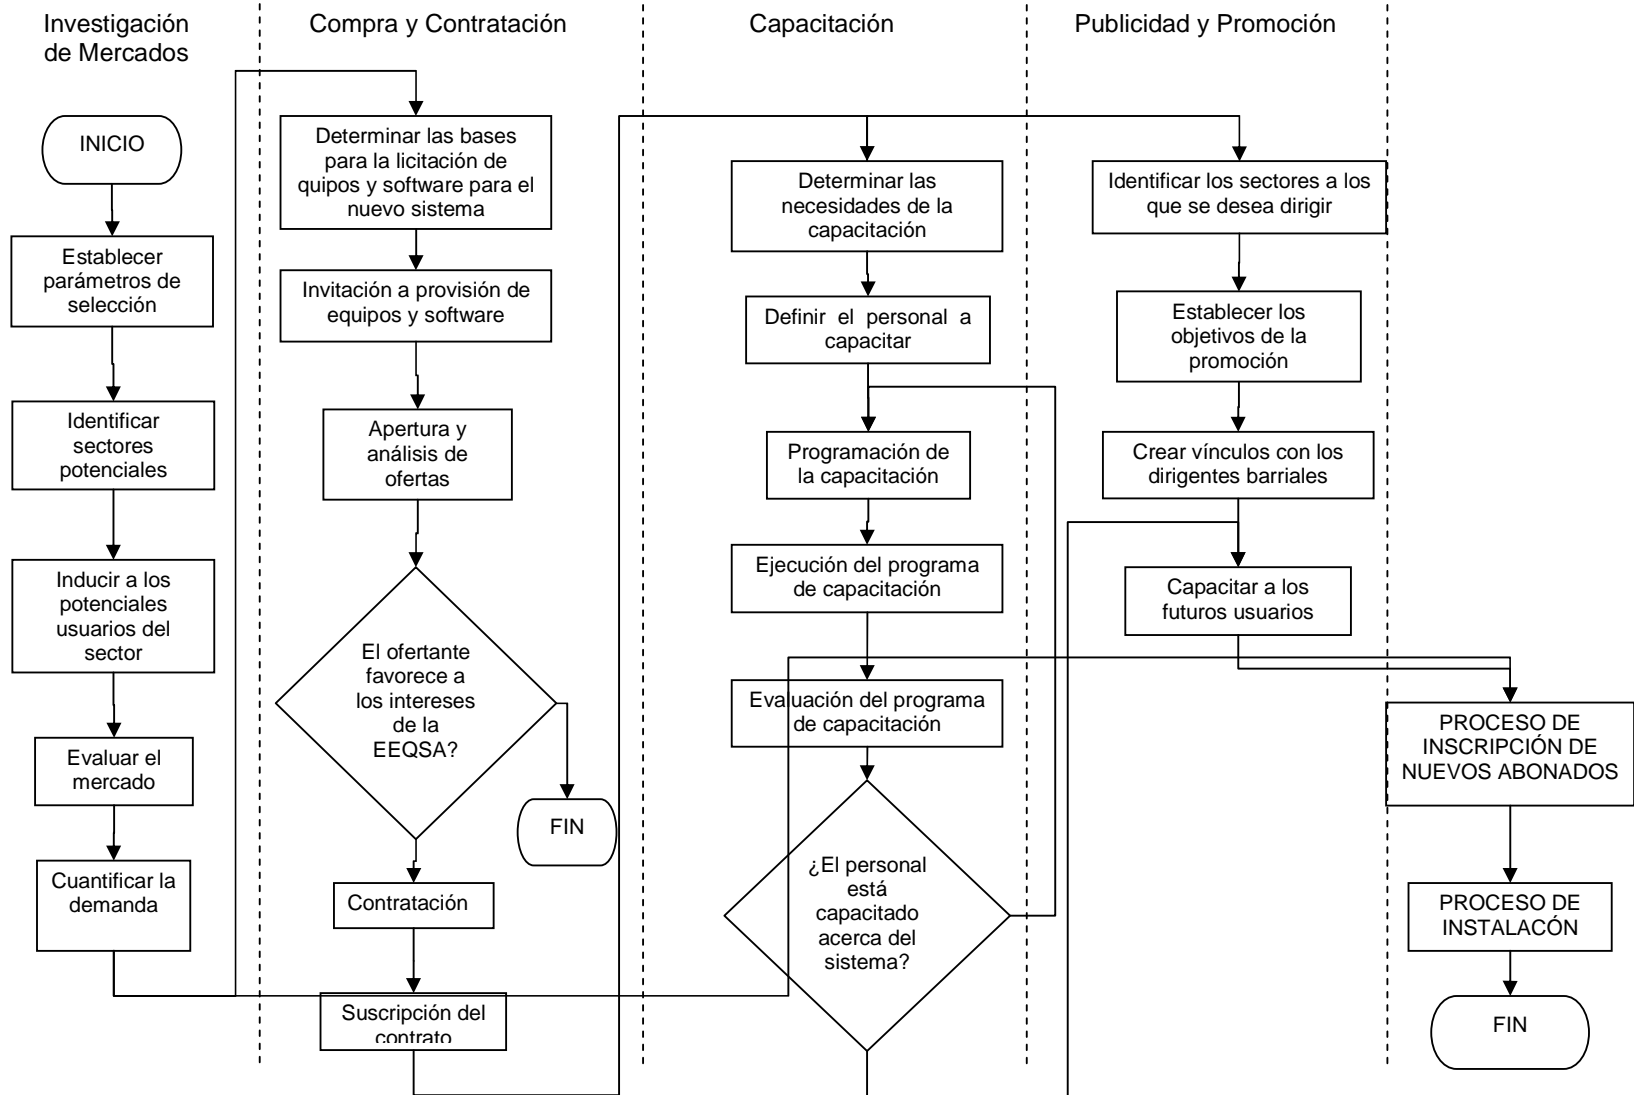 Investigación
de Mercados
Compra y Contratación
Capacitación
Publicidad y Promoción
INICIO
Establecer
parámetros de
selección
Identificar
sectores
potenciales
Inducir a los
potenciales
usuarios del
sector
Evaluar el
mercado
Cuantificar la
demanda
Determinar las bases
para la licitación de
quipos y software para el
nuevo sistema
Invitación a provisión de
equipos y software
Apertura y
análisis de
ofertas
El ofertante
favorece a
los intereses
de la
EEQSA?
FIN
Contratación
Suscripción del
contrato
Determinar las
necesidades de la
capacitación
Definir el personal a
capacitar
Programación de
la capacitación
Ejecución del programa
de capacitación
Evaluación del programa
de capacitación
¿El personal
está
capacitado
acerca del
sistema?
Identificar los sectores a los
que se desea dirigir
Establecer los
objetivos de la
promoción
Crear vínculos con los
dirigentes barriales
Capacitar a los
futuros usuarios
PROCESO DE
INSCRIPCIÓN DE
NUEVOS ABONADOS
PROCESO DE
INSTALACÓN
FIN